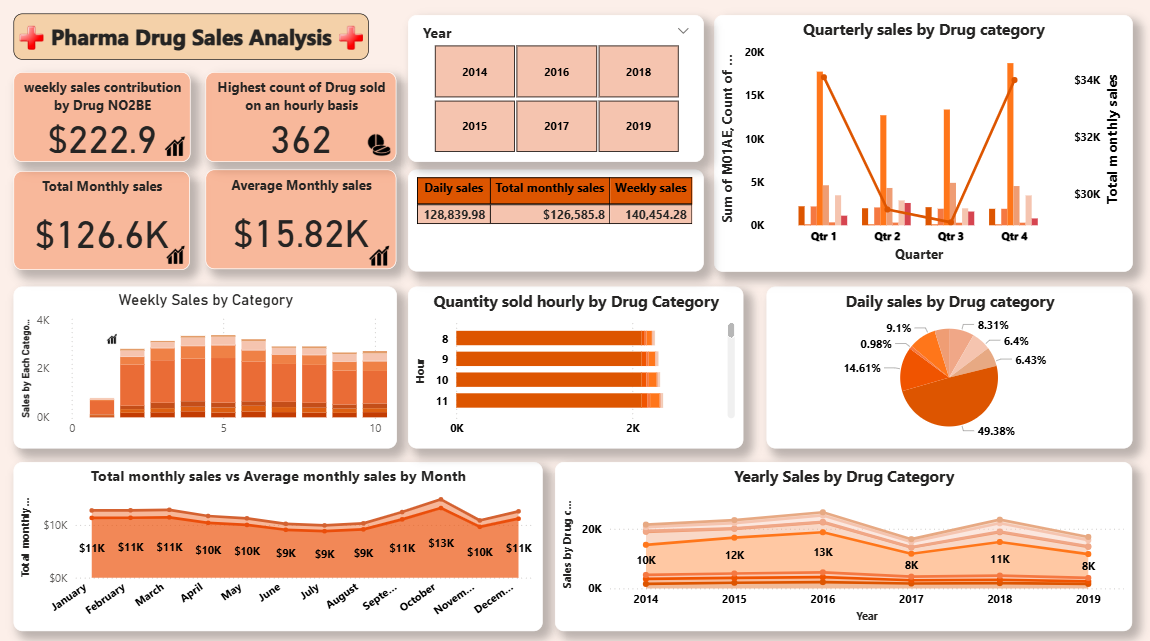 Pharma Drug Sales Analysis
weekly sales contribution
by Drug NO2BE
$222.9
Highest count of Drug sold
on an hourly basis
362
Total Monthly sales
$126.6K
Average Monthly sales
$15.82K
Year
2014 2016 2018
2015 2017 2019
Daily sales Total monthly sales Weekly sales
128,839.98 $126,585.8 140,454.28
Quarterly sales by Drug category
Sum of M01AE, Count of ...
20K
15K
10K
5K
0K
Qtr 1 Qtr 2 Qtr 3 Qtr 4
Quarter
$34K
$32K
$30K
Total monthly sales
Weekly Sales by Category
Sales by Each Catego...
4K
2K
0K
0 5 10
Quantity sold hourly by Drug Category
Hour
8
9
10
11
0K 2K
Daily sales by Drug category
9.1% 8.31%
0.98% 6.4%
14.61% 6.43%
49.38%
Total monthly sales vs Average monthly sales by Month
Total monthly...
$10K
$0K
$11K $11K $11K $10K $10K $9K $9K $9K $11K $13K $10K $11K
January February March April May June July August Septe... October Novem... Decem...
Yearly Sales by Drug Category
Sales by Drug c...
20K
0K
10K 12K 13K 8K 11K 8K
2014 2015 2016 2017 2018 2019
Year